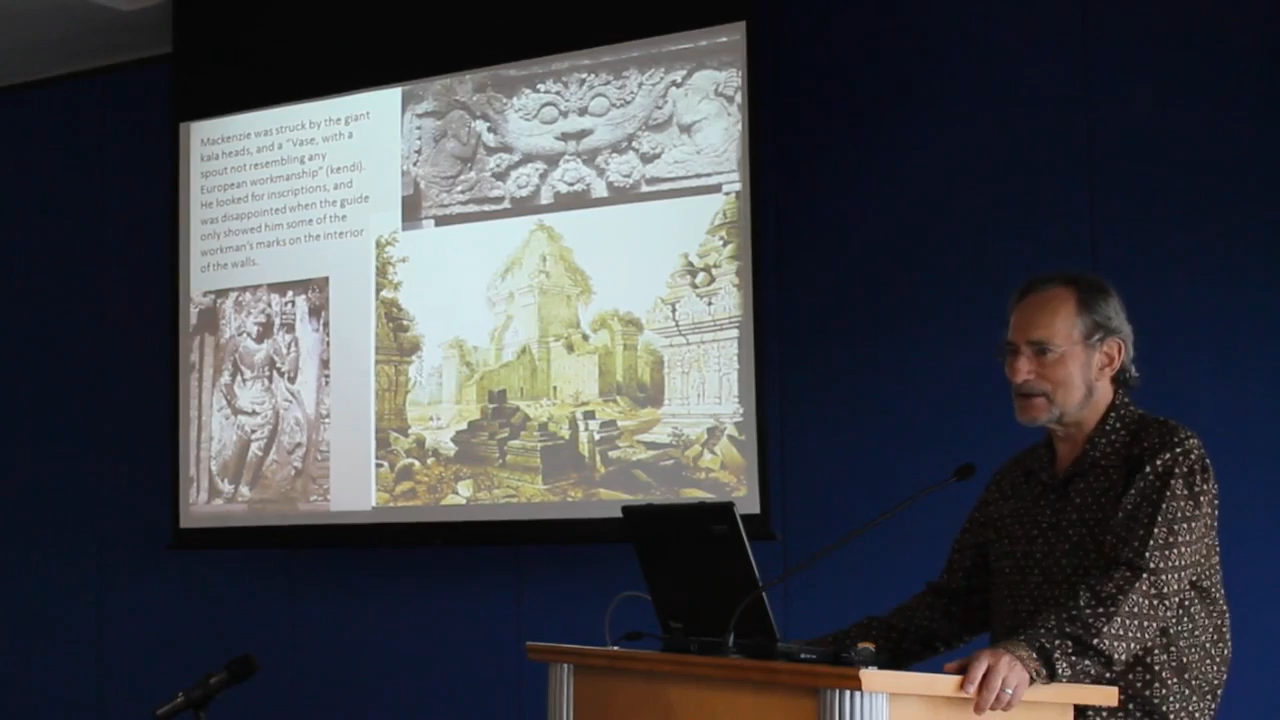 Mackenzie was struck by the giant
kala heads, and a "Vase, with a
spout not resembling any
European workmanship" (kendi).
He looked for inscriptions, and
was disappointed when the guide
only showed him some of the
workman's marks on the interior
of the walls.